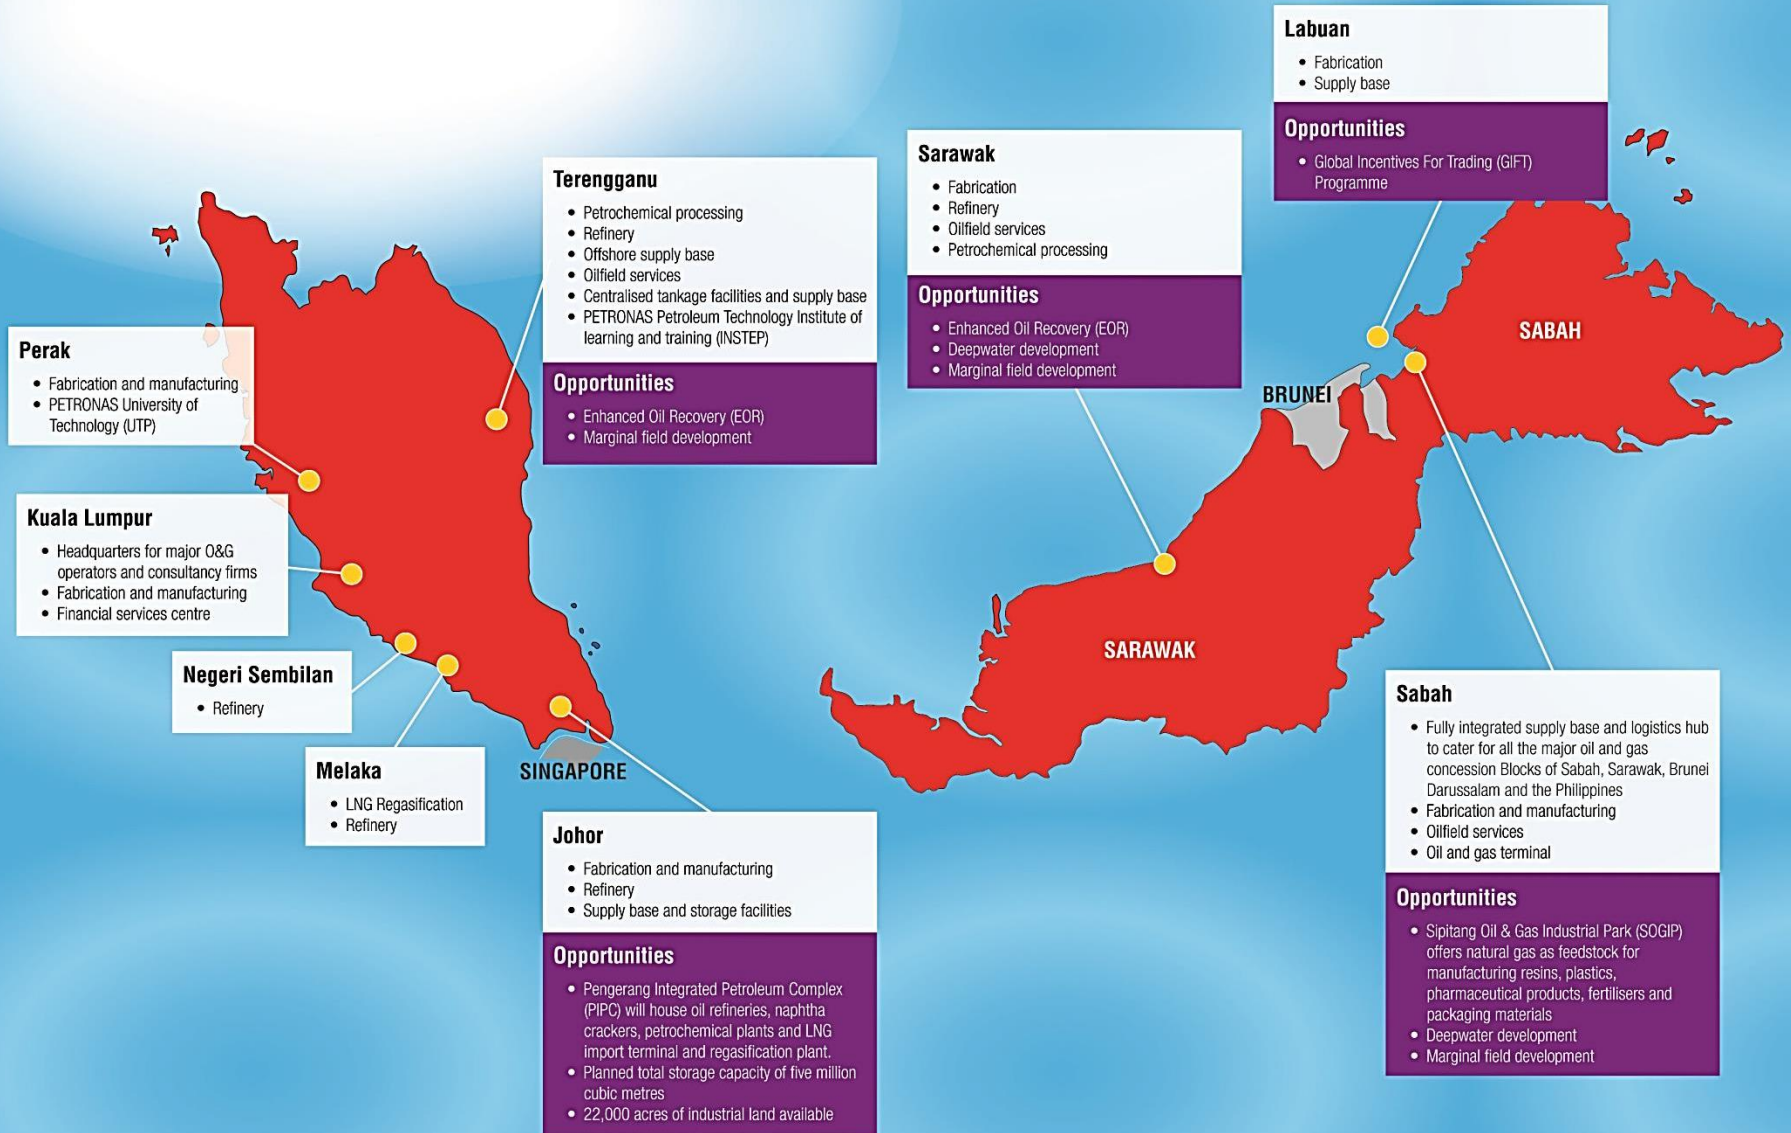 Labuan
• Fabrication
• Supply base
Opportunities
• Global Incentives For Trading (GIFT)
Programme
Sarawak
• Fabrication
• Refinery
• Oilfield services
• Petrochemical processing
Opportunities
• Enhanced Oil Recovery (EOR)
• Deepwater development
• Marginal field development
Terengganu
• Petrochemical processing
• Refinery
• Offshore supply base
• Oilfield services
• Centralised tankage facilities and supply base
• PETRONAS Petroleum Technology Institute of
learning and training (INSTEP)
Opportunities
• Enhanced Oil Recovery (EOR)
• Marginal field development
Perak
• Fabrication and manufacturing
• PETRONAS University of
Technology (UTP)
Kuala Lumpur
• Headquarters for major O&G
operators and consultancy firms
• Fabrication and manufacturing
• Financial services centre
Negeri Sembilan
• Refinery
Melaka
• LNG Regasification
• Refinery
SINGAPORE
Johor
• Fabrication and manufacturing
• Refinery
• Supply base and storage facilities
Opportunities
• Pengerang Integrated Petroleum Complex
(PIPC) will house oil refineries, naphtha
crackers, petrochemical plants and LNG
import terminal and regasification plant.
• Planned total storage capacity of five million
cubic metres
• 22,000 acres of industrial land available
SABAH
BRUNEI
SARAWAK
Sabah
• Fully integrated supply base and logistics hub
to cater for all the major oil and gas
concession Blocks of Sabah, Sarawak, Brunei
Darussalam and the Philippines
• Fabrication and manufacturing
• Oilfield services
• Oil and gas terminal
Opportunities
• Sipitang Oil & Gas Industrial Park (SOGIP)
offers natural gas as feedstock for
manufacturing resins, plastics,
pharmaceutical products, fertilisers and
packaging materials
• Deepwater development
• Marginal field development